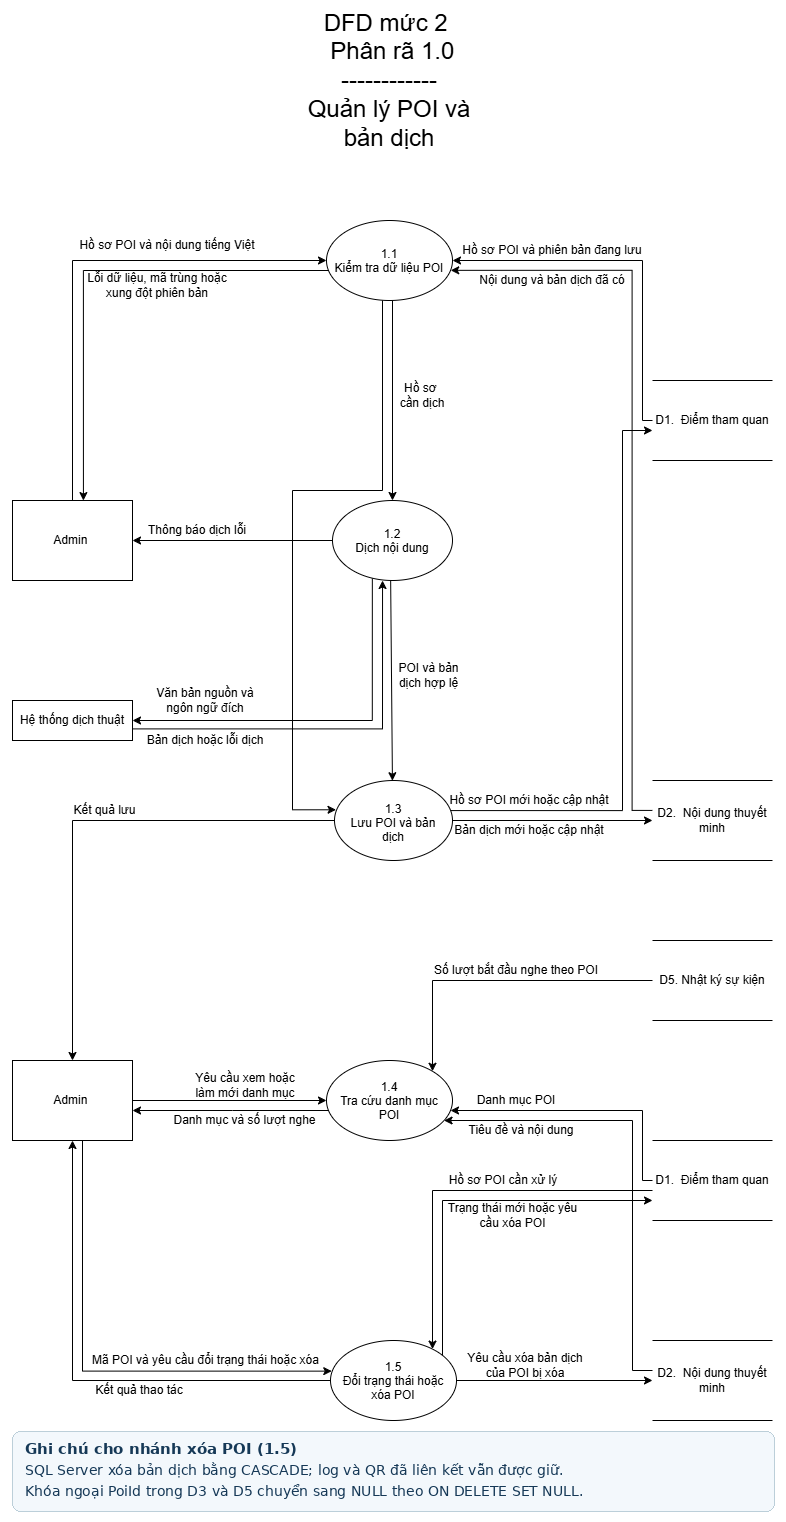 DFD mức 2
Phân rã 1.0
------------
Quản lý POI và
bản dịch
1.1
Kiểm tra dữ liệu POI
Hồ sơ POI và nội dung tiếng Việt
Lỗi dữ liệu, mã trùng hoặc
xung đột phiên bản
Hồ sơ POI và phiên bản đang lưu
Nội dung và bản dịch đã có
Hồ sơ
cần dịch
D1. Điểm tham quan
Admin
Thông báo dịch lỗi
1.2
Dịch nội dung
POI và bản
dịch hợp lệ
Văn bản nguồn và
ngôn ngữ đích
Hệ thống dịch thuật
Bản dịch hoặc lỗi dịch
Kết quả lưu
1.3
Lưu POI và bản
dịch
Hồ sơ POI mới hoặc cập nhật
Bản dịch mới hoặc cập nhật
D2. Nội dung thuyết
minh
Số lượt bắt đầu nghe theo POI
D5. Nhật ký sự kiện
Admin
Yêu cầu xem hoặc
làm mới danh mục
Danh mục và số lượt nghe
1.4
Tra cứu danh mục
POI
Danh mục POI
Tiêu đề và nội dung
Hồ sơ POI cần xử lý
Trạng thái mới hoặc yêu
cầu xóa POI
D1. Điểm tham quan
Mã POI và yêu cầu đổi trạng thái hoặc xóa
Kết quả thao tác
1.5
Đổi trạng thái hoặc
xóa POI
Yêu cầu xóa bản dịch
của POI bị xóa
D2. Nội dung thuyết
minh
Ghi chú cho nhánh xóa POI (1.5)
SQL Server xóa bản dịch bằng CASCADE; log và QR đã liên kết vẫn được giữ.
Khóa ngoại PoiId trong D3 và D5 chuyển sang NULL theo ON DELETE SET NULL.